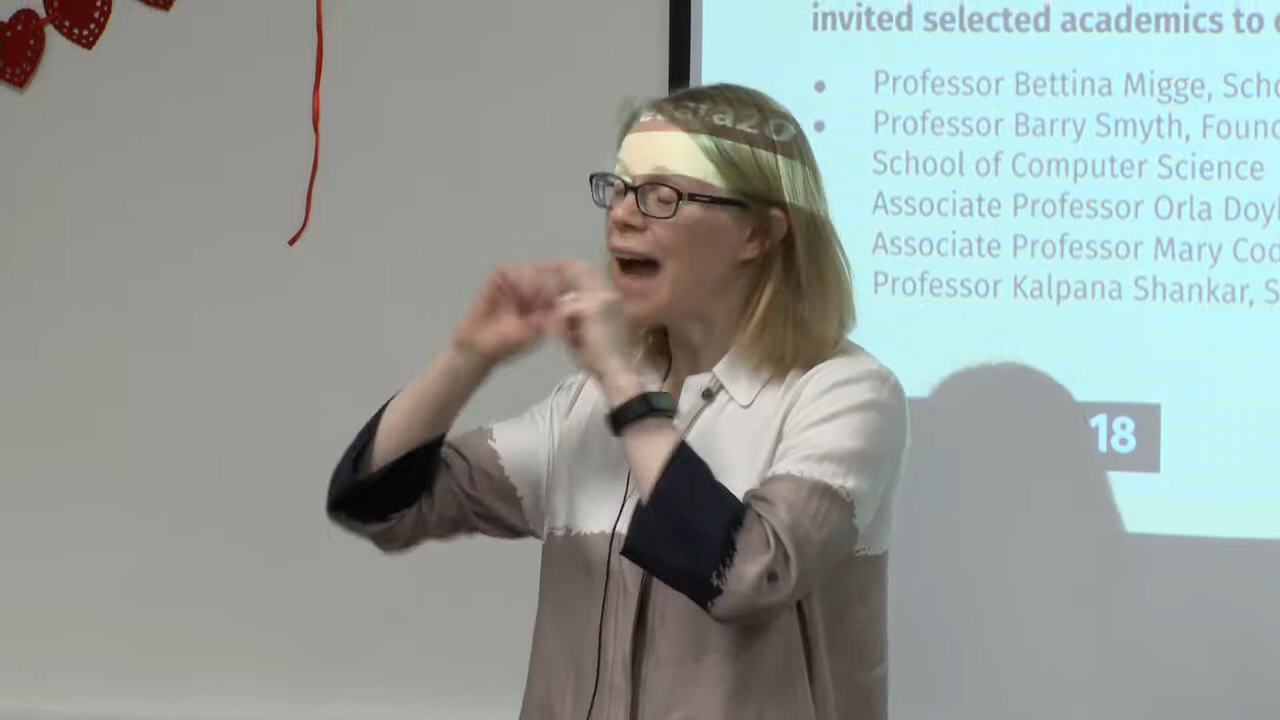 invited selected academics to
• Professor Bettina Migge, Scho
• Professor Barry Smyth, Found
School of Computer Science
Associate Professor Orla Doyl
Associate Professor Mary Cod
Professor Kalpana Shankar, S
18